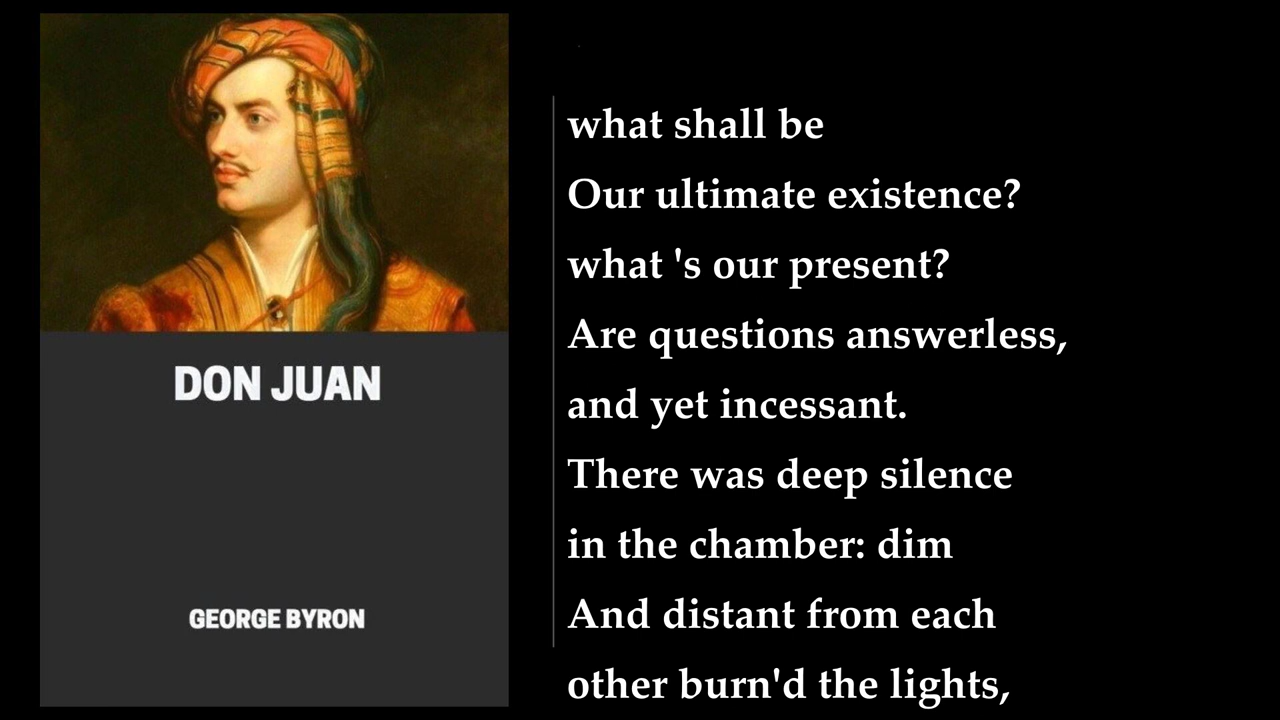 DON JUAN
GEORGE BYRON
what shall be
Our ultimate existence?
what 's our present?
Are questions answerless,
and yet incessant.
There was deep silence
in the chamber: dim
And distant from each
other burn'd the lights,